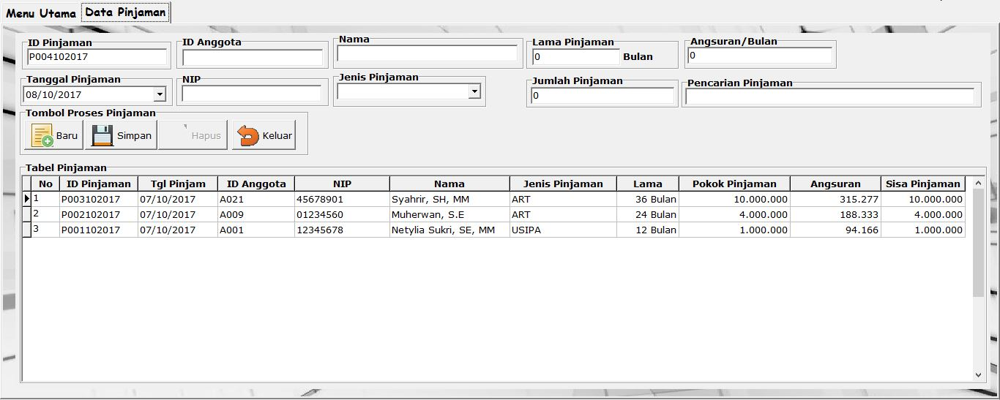 Menu Utama Data Pinjaman
ID Pinjaman ID Anggota Nama Lama Pinjaman Angsuran/Bulan
P004102017 0 Bulan 0
Tanggal Pinjaman NIP Jenis Pinjaman Jumlah Pinjaman Pencarian Pinjaman
08/10/2017 0
Tombol Proses Pinjaman
Baru Simpan Hapus Keluar
Tabel Pinjaman
No ID Pinjaman Tgl Pinjam ID Anggota NIP Nama Jenis Pinjaman Lama Pokok Pinjaman Angsuran Sisa Pinjaman
1 P003102017 07/10/2017 A021 45678901 Syahrir, SH, MM ART 36 Bulan 10.000.000 315.277 10.000.000
2 P002102017 07/10/2017 A009 01234560 Muherwan, S.E ART 24 Bulan 4.000.000 188.333 4.000.000
3 P001102017 07/10/2017 A001 12345678 Netylia Sukri, SE, MM USIPA 12 Bulan 1.000.000 94.166 1.000.000